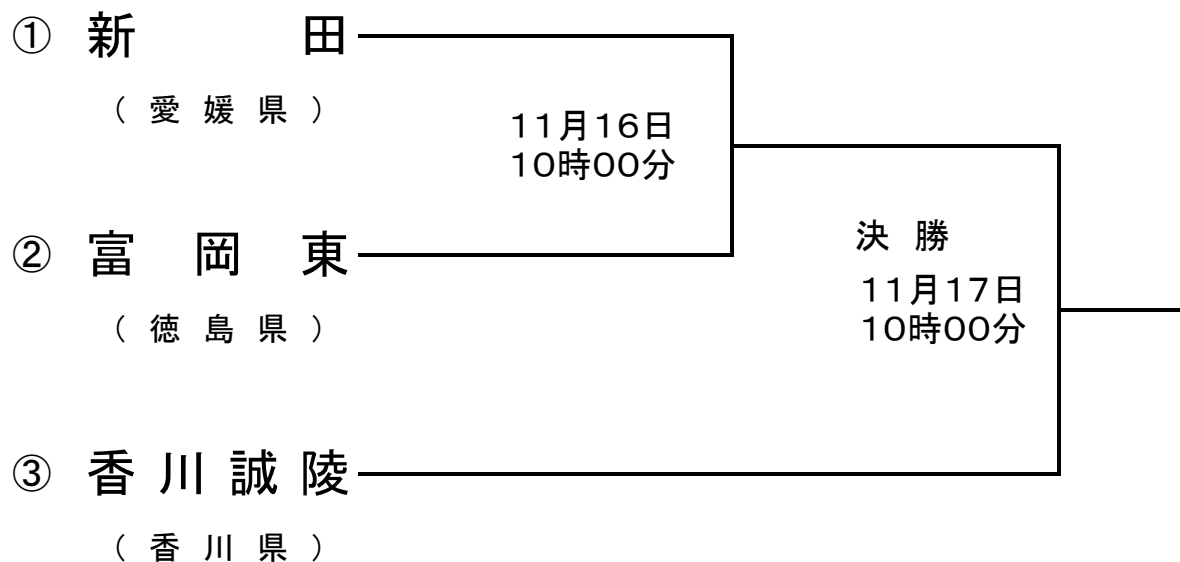 ① 新田
（愛媛県）
11月16日
10時00分
② 富岡東
（徳島県）
決勝
11月17日
10時00分
③ 香川誠陵
（香川県）